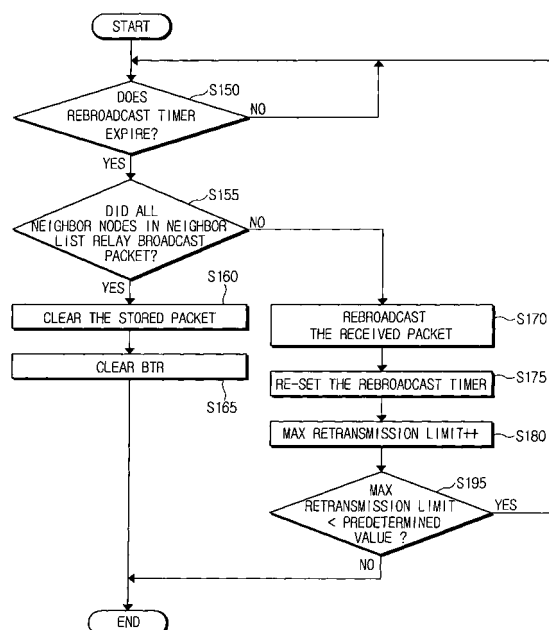 START
S150
DOES
REBROADCAST TIMER
EXPIRE?
NO
YES
S155
DID ALL
NEIGHBOR NODES IN NEIGHBOR
LIST RELAY BROADCAST
PACKET?
NO
YES
S160
CLEAR THE STORED PACKET
CLEAR BTR
S165
REBROADCAST
THE RECEIVED PACKET
S170
RE-SET THE REBROADCAST TIMER
S175
MAX RETRANSMISSION LIMIT++
S180
S195
MAX
RETRANSMISSION LIMIT
< PREDETERMINED
VALUE ?
YES
NO
END